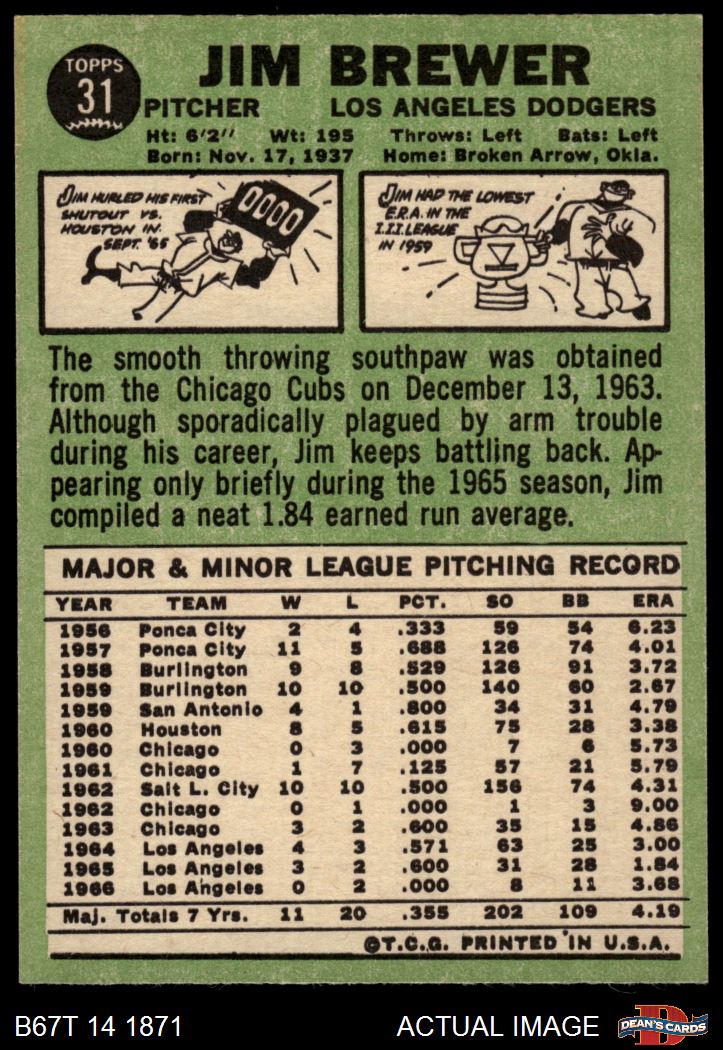 TOPPS
31
JIM BREWER
PITCHER LOS ANGELES DODGERS
Ht: 6'2" Wt: 195 Throws: Left Bats: Left
Born: Nov. 17, 1937 Home: Broken Arrow, Okla.
JIM HURLED HIS FIRST
SHUTOUT VS.
HOUSTON IN
SEPT. '65
0000
JIM HAD THE LOWEST
E.R.A. IN THE
I.I.I. LEAGUE
IN 1959
The smooth throwing southpaw was obtained
from the Chicago Cubs on December 13, 1963.
Although sporadically plagued by arm trouble
during his career, Jim keeps battling back. Ap-
pearing only briefly during the 1965 season, Jim
compiled a neat 1.84 earned run average.
MAJOR & MINOR LEAGUE PITCHING RECORD
YEAR TEAM W L PCT. SO BB ERA
1956 Ponca City 2 4 .333 59 54 6.23
1957 Ponca City 11 5 .688 126 74 4.01
1958 Burlington 9 8 .529 126 91 3.72
1959 Burlington 10 10 .500 140 60 2.67
1959 San Antonio 4 1 .800 34 31 4.79
1960 Houston 8 5 .615 75 28 3.38
1960 Chicago 0 3 .000 7 6 5.73
1961 Chicago 1 7 .125 57 21 5.79
1962 Salt L. City 10 10 .500 156 74 4.31
1962 Chicago 0 1 .000 1 3 9.00
1963 Chicago 3 2 .600 35 15 4.86
1964 Los Angeles 4 3 .571 63 25 3.00
1965 Los Angeles 3 2 .600 31 28 1.84
1966 Los Angeles 0 2 .000 8 11 3.68
Maj. Totals 7 Yrs. 11 20 .355 202 109 4.19
©T.C.G. PRINTED IN U.S.A.
B67T 14 1871 ACTUAL IMAGE
DEAN'S CARDS